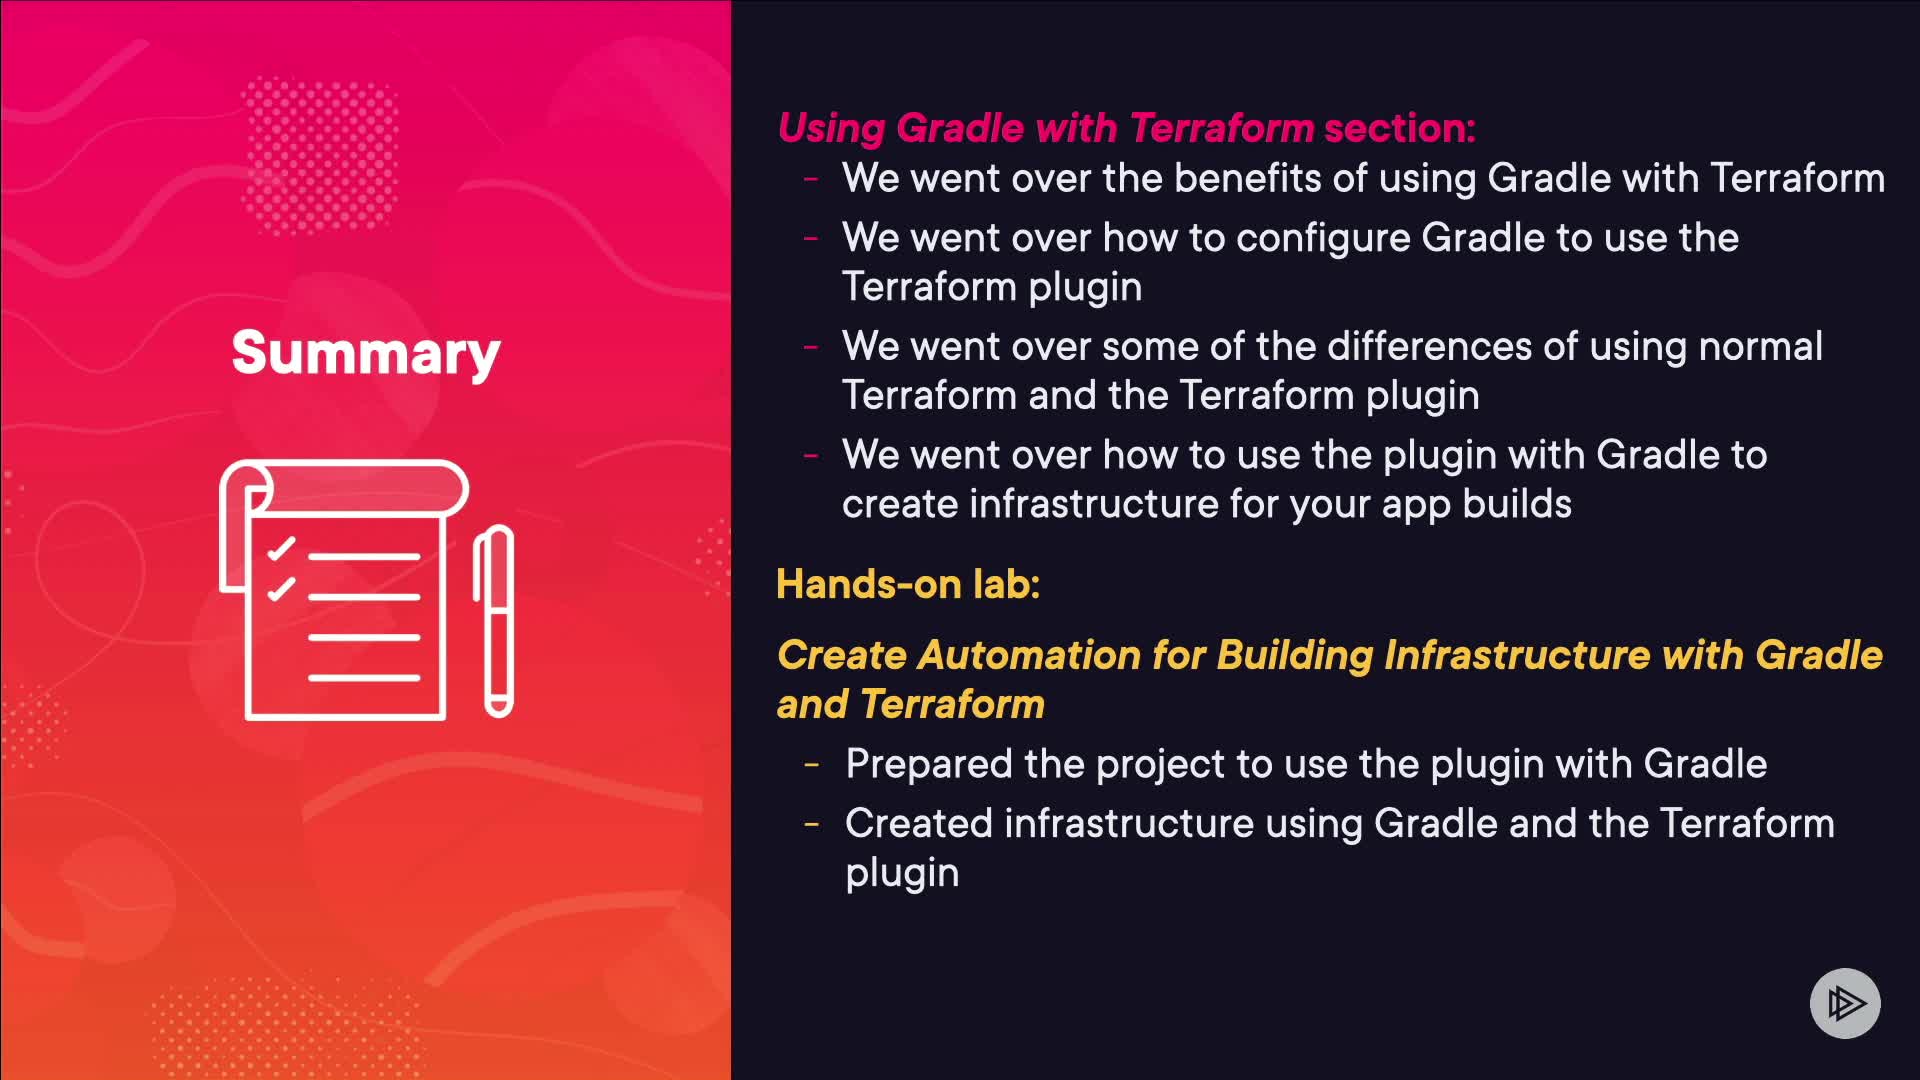 Summary
Using Gradle with Terraform section:
- We went over the benefits of using Gradle with Terraform
- We went over how to configure Gradle to use the
Terraform plugin
- We went over some of the differences of using normal
Terraform and the Terraform plugin
- We went over how to use the plugin with Gradle to
create infrastructure for your app builds
Hands-on lab:
Create Automation for Building Infrastructure with Gradle
and Terraform
- Prepared the project to use the plugin with Gradle
- Created infrastructure using Gradle and the Terraform
plugin